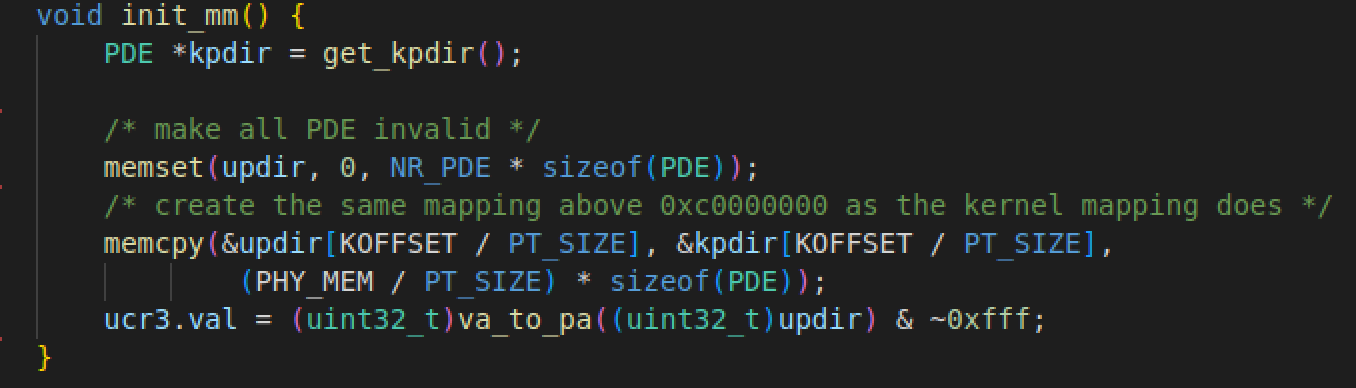 void init_mm() {
PDE *kpdir = get_kpdir();
/* make all PDE invalid */
memset(updir, 0, NR_PDE * sizeof(PDE));
/* create the same mapping above 0xc0000000 as the kernel mapping does */
memcpy(&updir[KOFFSET / PT_SIZE], &kpdir[KOFFSET / PT_SIZE],
(PHY_MEM / PT_SIZE) * sizeof(PDE));
ucr3.val = (uint32_t)va_to_pa((uint32_t)updir) & ~0xfff;
}